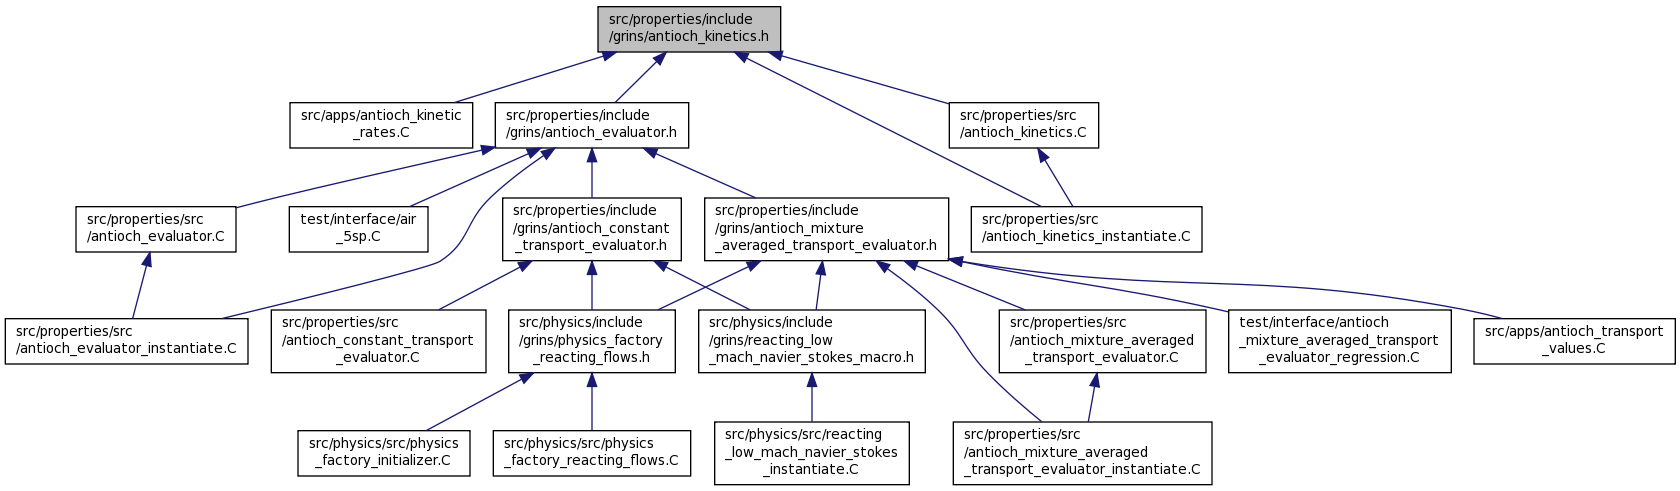 src/properties/include
/grins/antioch_kinetics.h
src/apps/antioch_kinetic
_rates.C
src/properties/include
/grins/antioch_evaluator.h
src/properties/src
/antioch_kinetics.C
src/properties/src
/antioch_evaluator.C
test/interface/air
_5sp.C
src/properties/include
/grins/antioch_constant
_transport_evaluator.h
src/properties/include
/grins/antioch_mixture
_averaged_transport_evaluator.h
src/properties/src
/antioch_kinetics_instantiate.C
src/properties/src
/antioch_evaluator_instantiate.C
src/properties/src
/antioch_constant_transport
_evaluator.C
src/physics/include
/grins/physics_factory
_reacting_flows.h
src/physics/include
/grins/reacting_low
_mach_navier_stokes_macro.h
src/properties/src
/antioch_mixture_averaged
_transport_evaluator.C
test/interface/antioch
_mixture_averaged_transport
_evaluator_regression.C
src/apps/antioch_transport
_values.C
src/physics/src/physics
_factory_initializer.C
src/physics/src/physics
_factory_reacting_flows.C
src/physics/src/reacting
_low_mach_navier_stokes
_instantiate.C
src/properties/src
/antioch_mixture_averaged
_transport_evaluator_instantiate.C